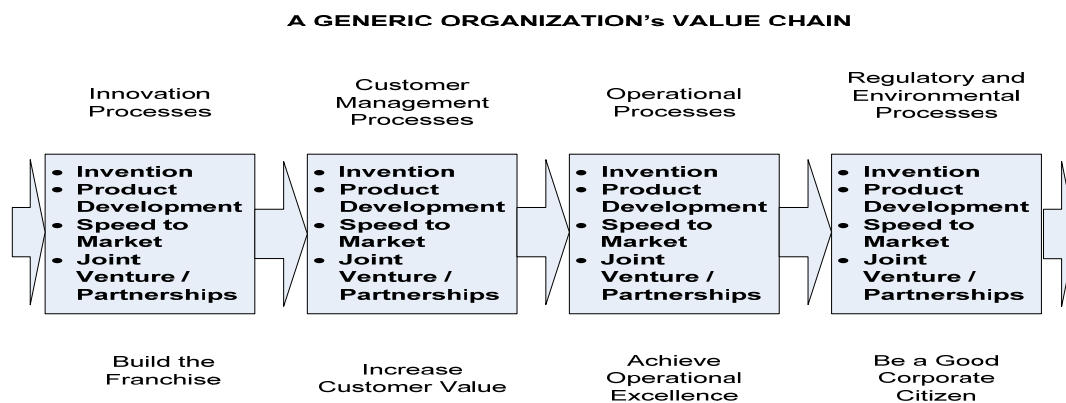 A GENERIC ORGANIZATION's VALUE CHAIN
Innovation
Processes
Customer
Management
Processes
Operational
Processes
Regulatory and
Environmental
Processes
• Invention
• Product
Development
• Speed to
Market
• Joint
Venture /
Partnerships
• Invention
• Product
Development
• Speed to
Market
• Joint
Venture /
Partnerships
• Invention
• Product
Development
• Speed to
Market
• Joint
Venture /
Partnerships
• Invention
• Product
Development
• Speed to
Market
• Joint
Venture /
Partnerships
Build the
Franchise
Increase
Customer Value
Achieve
Operational
Excellence
Be a Good
Corporate
Citizen